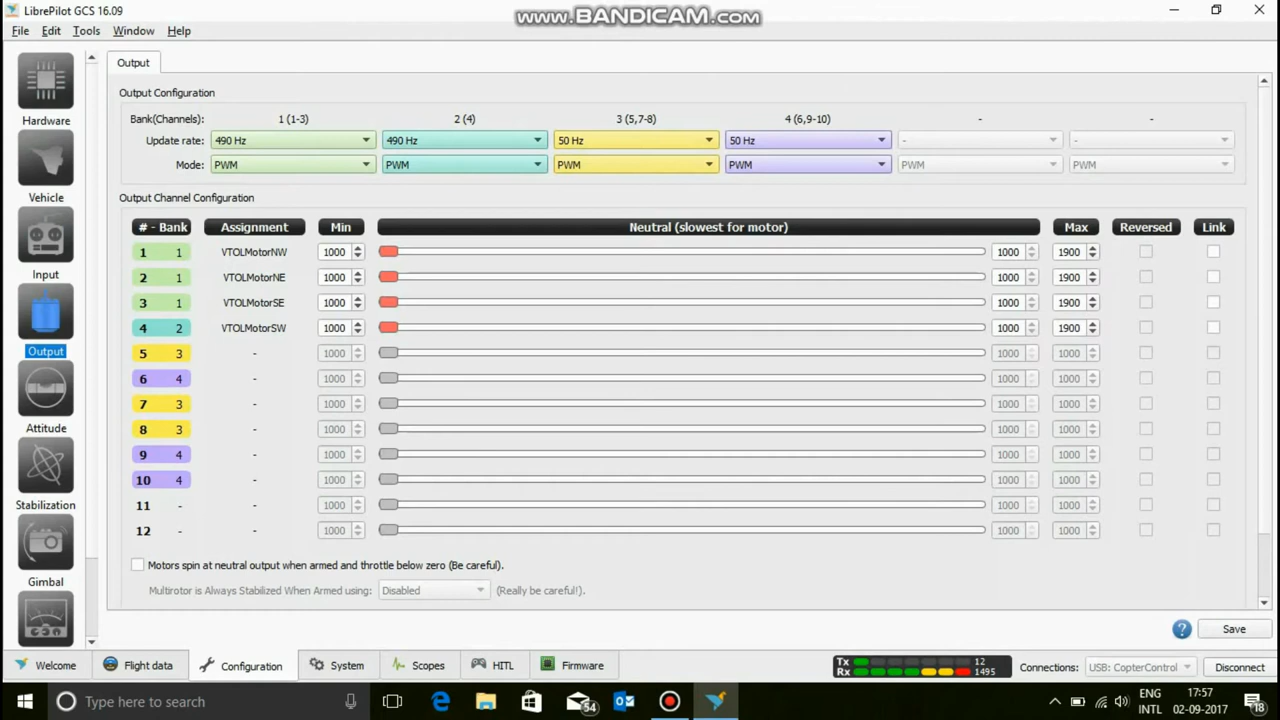 LibrePilot GCS 16.09
www.BANDICAM.com
File Edit Tools Window Help
Output
Hardware
Vehicle
Input
Output
Attitude
Stabilization
Gimbal
Output Configuration
Bank(Channels): 1 (1-3) 2 (4) 3 (5,7-8) 4 (6,9-10) - -
Update rate: 490 Hz 490 Hz 50 Hz 50 Hz - -
Mode: PWM PWM PWM PWM PWM PWM
Output Channel Configuration
# - Bank Assignment Min Neutral (slowest for motor) Max Reversed Link
1 1 VTOLMotorNW 1000 1000 1900
2 1 VTOLMotorNE 1000 1000 1900
3 1 VTOLMotorSE 1000 1000 1900
4 2 VTOLMotorSW 1000 1000 1900
5 3 - 1000 1000 1000
6 4 - 1000 1000 1000
7 3 - 1000 1000 1000
8 3 - 1000 1000 1000
9 4 - 1000 1000 1000
10 4 - 1000 1000 1000
11 - - 1000 1000 1000
12 - - 1000 1000 1000
Motors spin at neutral output when armed and throttle below zero (Be careful).
Multirotor is Always Stabilized When Armed using: Disabled (Really be careful!).
? Save
Welcome Flight data Configuration System Scopes HITL Firmware
Tx 12
Rx 1495
Connections: USB: CopterControl Disconnect
Type here to search
54
ENG
INTL
17:57
02-09-2017
18